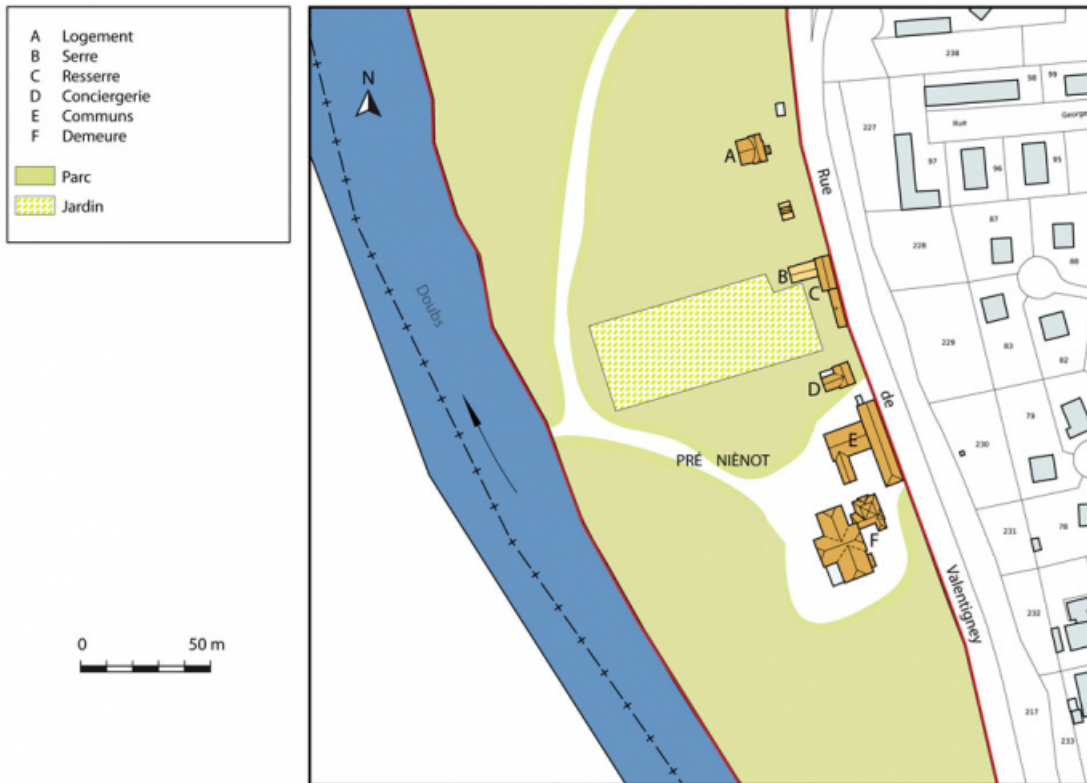 A Logement
B Serre
C Resserre
D Conciergerie
E Communs
F Demeure
Parc
Jardin
0 50 m
N
Doubs
A
B
C
D
E
F
PRÉ NIÈNOT
Rue
de
Valentigney
238
98
99
Rue
George
227
97
96
95
228
87
88
229
83
82
79
230
231
78
232
217
233